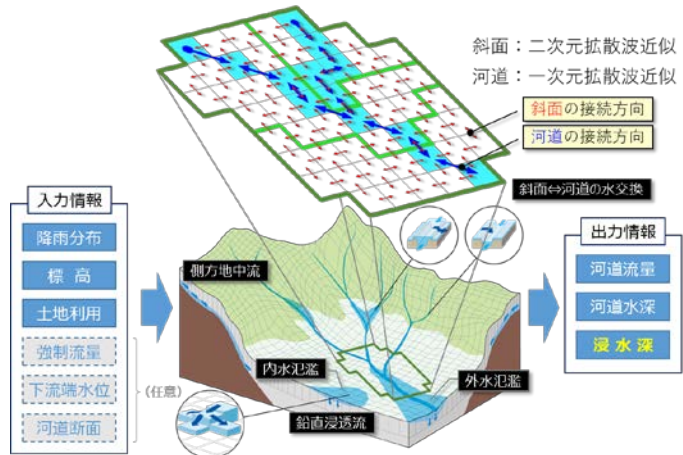 斜面：二次元拡散波近似
河道：一次元拡散波近似
斜面の接続方向
河道の接続方向
斜面⇔河道の水交換
入力情報
降雨分布
標 高
土地利用
強制流量
下流端水位
河道断面
(任意)
側方地中流
内水氾濫
鉛直浸透流
外水氾濫
出力情報
河道流量
河道水深
浸 水 深